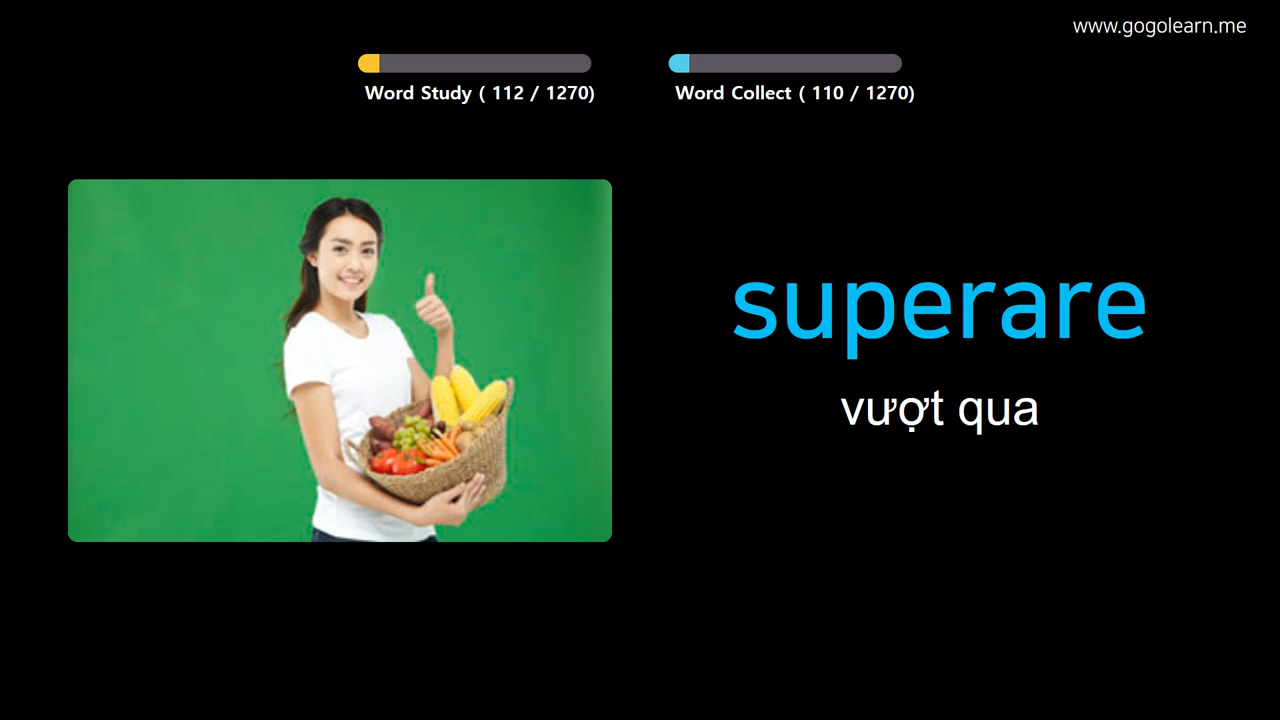 www.gogolearn.me
Word Study ( 112 / 1270)
Word Collect ( 110 / 1270)
superare
vượt qua